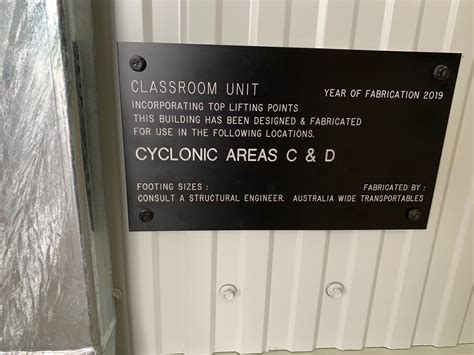 CLASSROOM UNIT YEAR OF FABRICATION 2019
INCORPORATING TOP LIFTING POINTS
THIS BUILDING HAS BEEN DESIGNED & FABRICATED
FOR USE IN THE FOLLOWING LOCATIONS.
CYCLONIC AREAS C & D
FOOTING SIZES : FABRICATED BY :
CONSULT A STRUCTURAL ENGINEER. AUSTRALIA WIDE TRANSPORTABLES